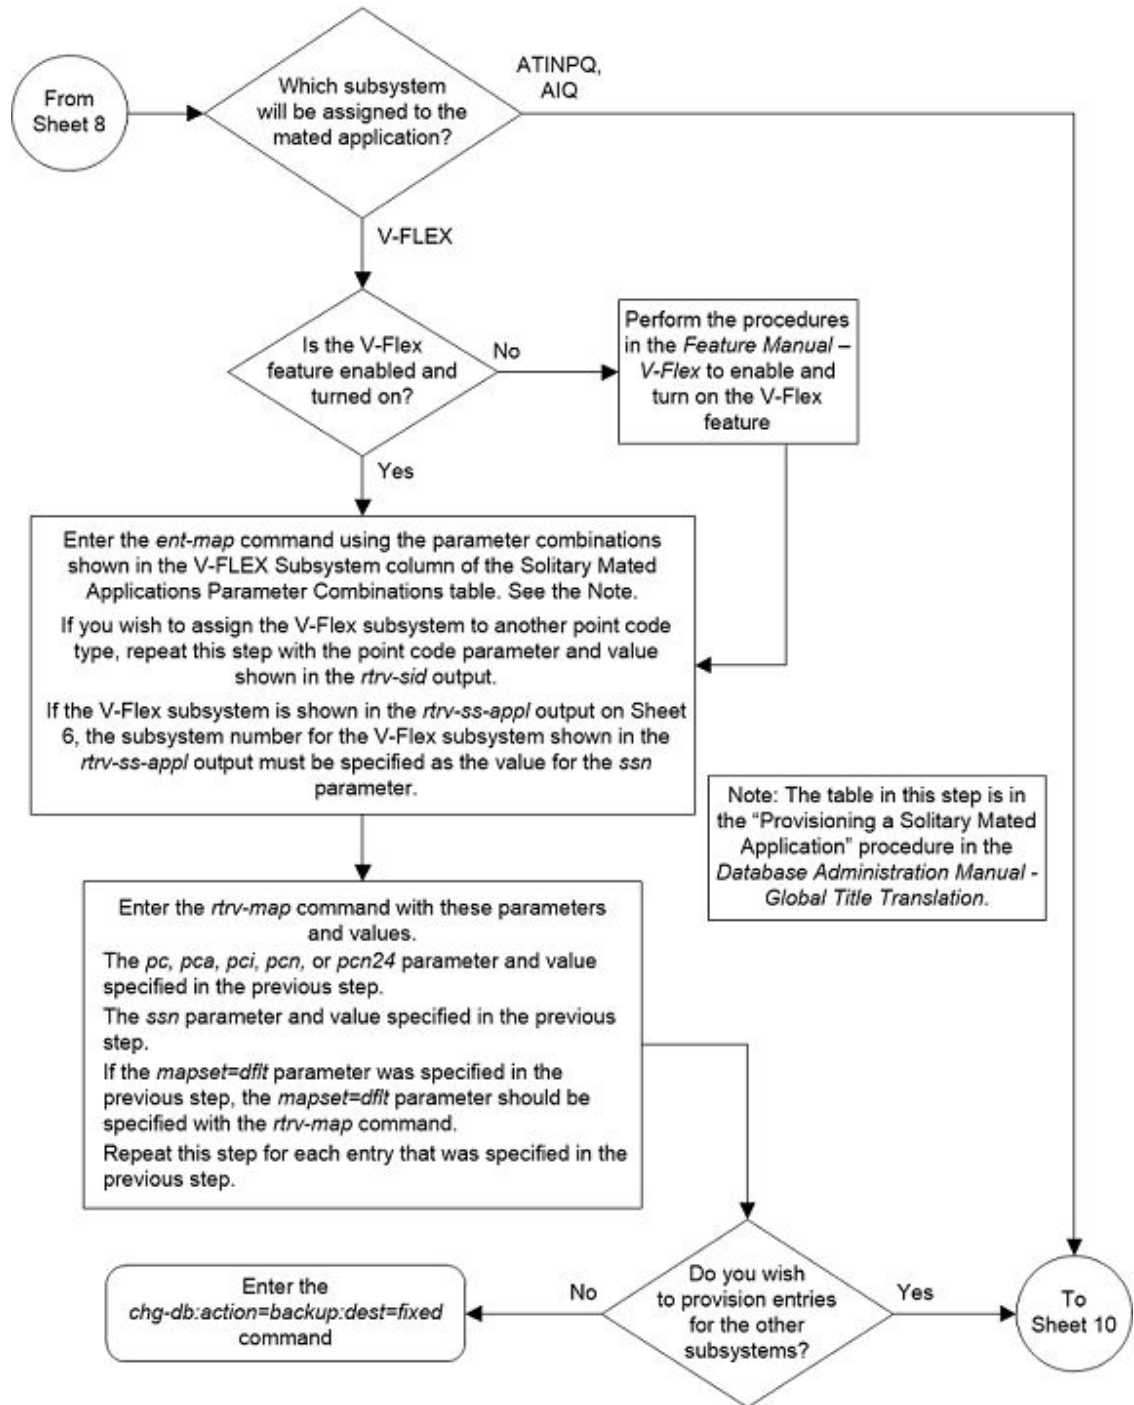 From
Sheet 8
Which subsystem
will be assigned to the
mated application?
ATINPQ,
AIQ
V-FLEX
Is the V-Flex
feature enabled and
turned on?
No
Perform the procedures
in the Feature Manual –
V-Flex to enable and
turn on the V-Flex
feature
Yes
Enter the ent-map command using the parameter combinations
shown in the V-FLEX Subsystem column of the Solitary Mated
Applications Parameter Combinations table. See the Note.
If you wish to assign the V-Flex subsystem to another point code
type, repeat this step with the point code parameter and value
shown in the rtrv-sid output.
If the V-Flex subsystem is shown in the rtrv-ss-appl output on Sheet
6, the subsystem number for the V-Flex subsystem shown in the
rtrv-ss-appl output must be specified as the value for the ssn
parameter.
Note: The table in this step is in
the “Provisioning a Solitary Mated
Application” procedure in the
Database Administration Manual -
Global Title Translation.
Enter the rtrv-map command with these parameters
and values.
The pc, pca, pci, pcn, or pcn24 parameter and value
specified in the previous step.
The ssn parameter and value specified in the previous
step.
If the mapset=dflt parameter was specified in the
previous step, the mapset=dflt parameter should be
specified with the rtrv-map command.
Repeat this step for each entry that was specified in the
previous step.
Do you wish
to provision entries
for the other
subsystems?
No
Enter the
chg-db:action=backup:dest=fixed
command
Yes
To
Sheet 10